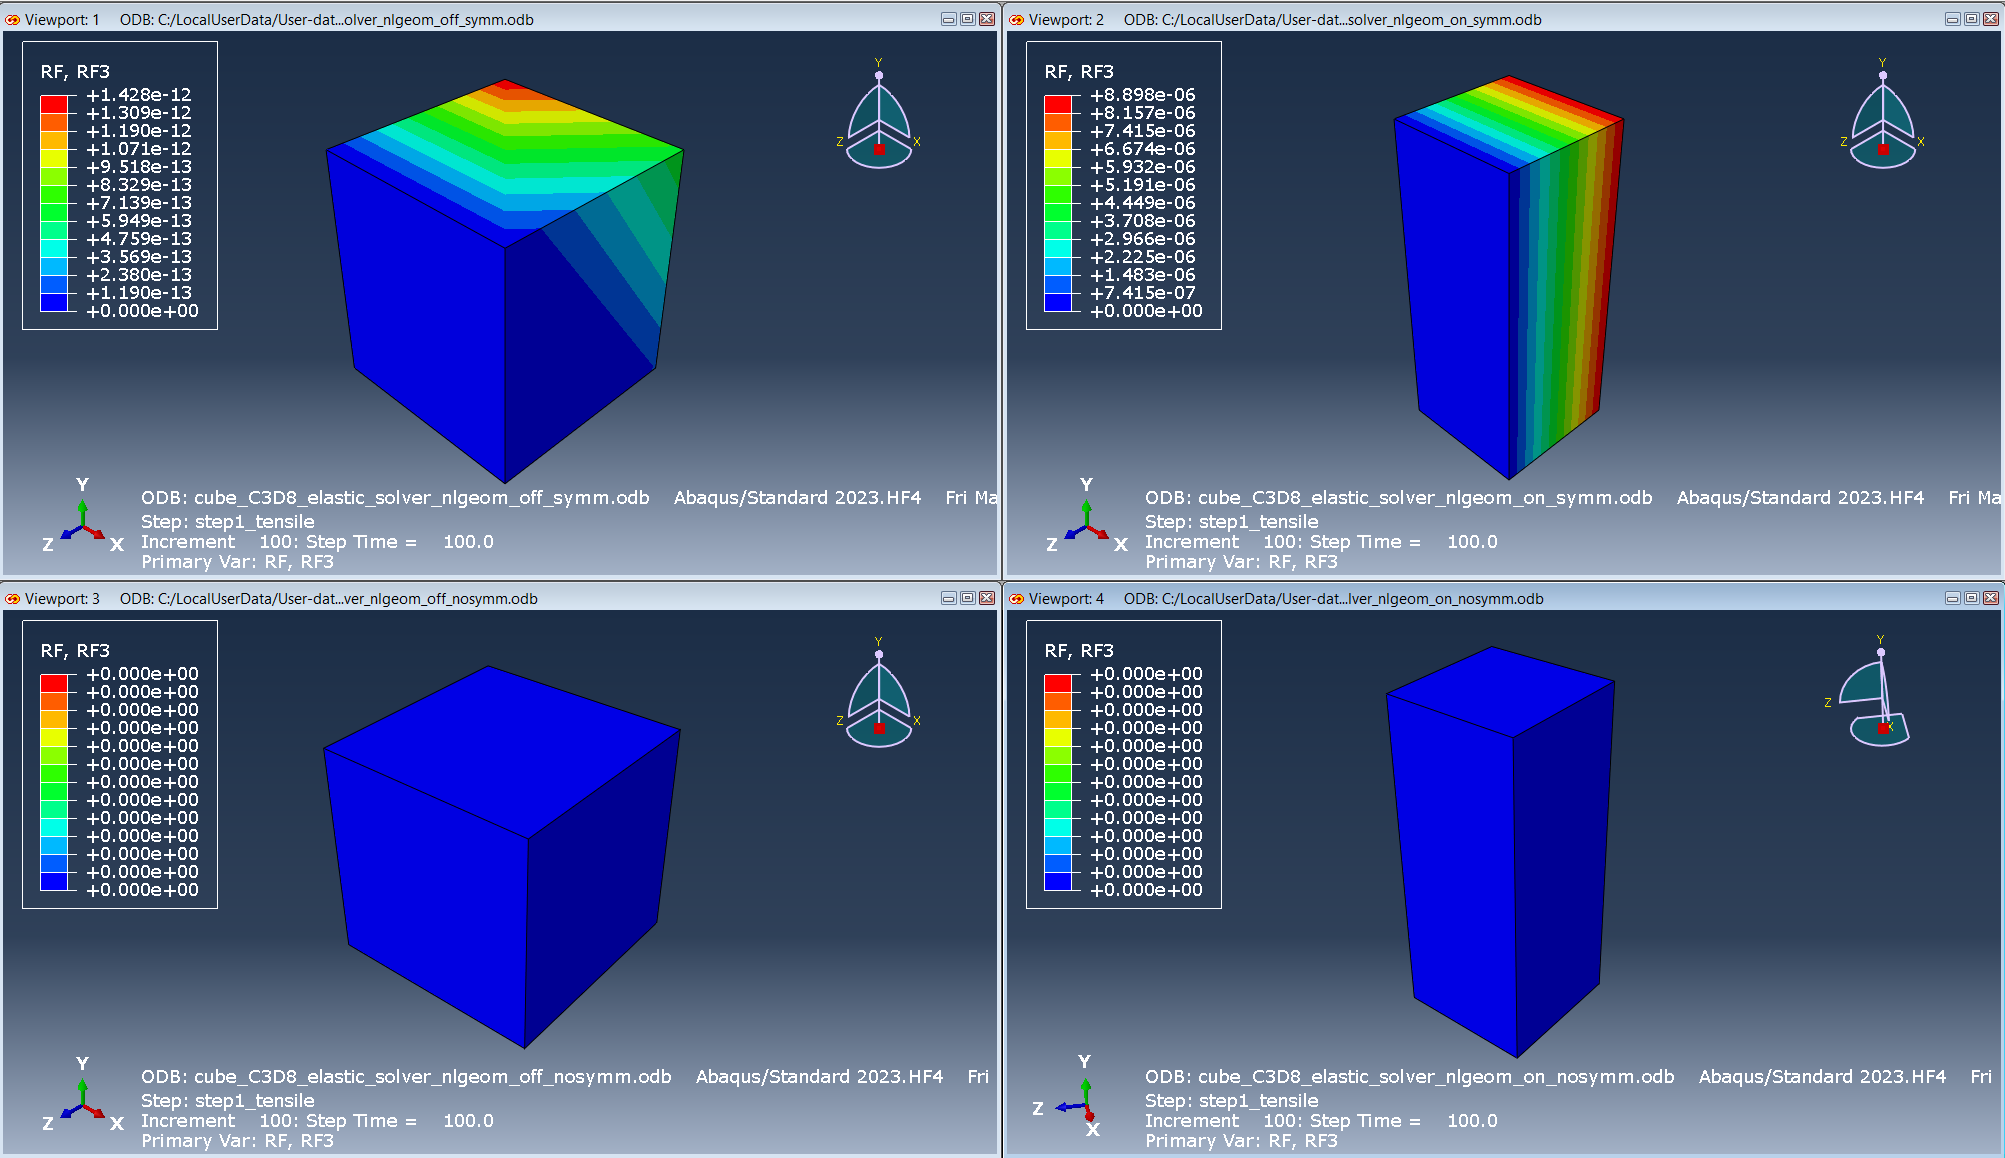 Viewport: 1 ODB: C:/LocalUserData/User-dat...olver_nlgeom_off_symm.odb
RF, RF3
+1.428e-12
+1.309e-12
+1.190e-12
+1.071e-12
+9.518e-13
+8.329e-13
+7.139e-13
+5.949e-13
+4.759e-13
+3.569e-13
+2.380e-13
+1.190e-13
+0.000e+00
Y
Z
X
Y
Z
X
ODB: cube_C3D8_elastic_solver_nlgeom_off_symm.odb Abaqus/Standard 2023.HF4 Fri Ma
Step: step1_tensile
Increment 100: Step Time = 100.0
Primary Var: RF, RF3
Viewport: 2 ODB: C:/LocalUserData/User-dat...solver_nlgeom_on_symm.odb
RF, RF3
+8.898e-06
+8.157e-06
+7.415e-06
+6.674e-06
+5.932e-06
+5.191e-06
+4.449e-06
+3.708e-06
+2.966e-06
+2.225e-06
+1.483e-06
+7.415e-07
+0.000e+00
Y
Z
X
Y
Z
X
ODB: cube_C3D8_elastic_solver_nlgeom_on_symm.odb Abaqus/Standard 2023.HF4 Fri Ma
Step: step1_tensile
Increment 100: Step Time = 100.0
Primary Var: RF, RF3
Viewport: 3 ODB: C:/LocalUserData/User-dat...ver_nlgeom_off_nosymm.odb
RF, RF3
+0.000e+00
+0.000e+00
+0.000e+00
+0.000e+00
+0.000e+00
+0.000e+00
+0.000e+00
+0.000e+00
+0.000e+00
+0.000e+00
+0.000e+00
+0.000e+00
+0.000e+00
Y
Z
X
Y
Z
X
ODB: cube_C3D8_elastic_solver_nlgeom_off_nosymm.odb Abaqus/Standard 2023.HF4 Fri
Step: step1_tensile
Increment 100: Step Time = 100.0
Primary Var: RF, RF3
Viewport: 4 ODB: C:/LocalUserData/User-dat...lver_nlgeom_on_nosymm.odb
RF, RF3
+0.000e+00
+0.000e+00
+0.000e+00
+0.000e+00
+0.000e+00
+0.000e+00
+0.000e+00
+0.000e+00
+0.000e+00
+0.000e+00
+0.000e+00
+0.000e+00
+0.000e+00
Y
Z
X
Y
Z
X
ODB: cube_C3D8_elastic_solver_nlgeom_on_nosymm.odb Abaqus/Standard 2023.HF4 Fri
Step: step1_tensile
Increment 100: Step Time = 100.0
Primary Var: RF, RF3